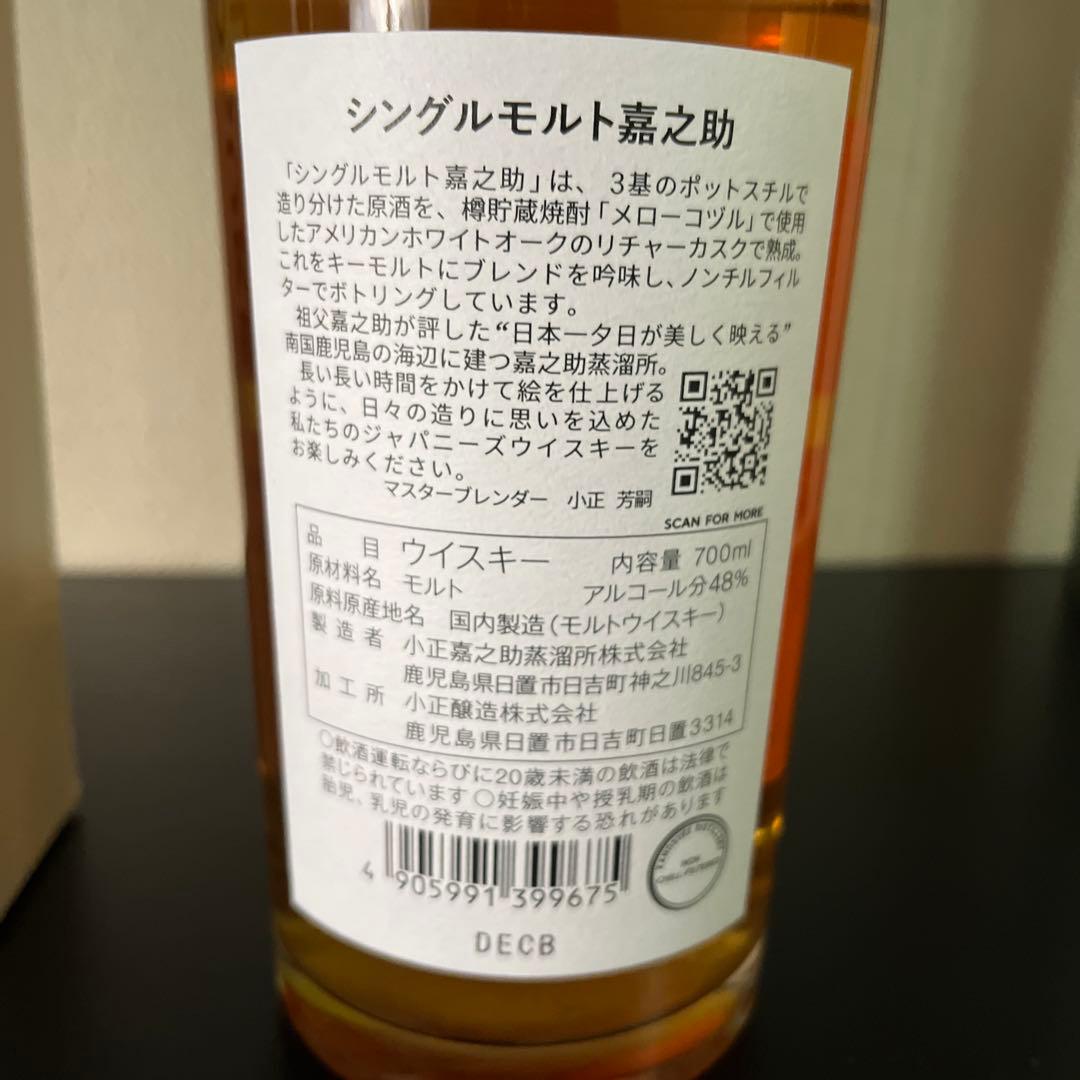 シングルモルト嘉之助
「シングルモルト嘉之助」は、3基のポットスチルで
造り分けた原酒を、樽貯蔵焼酎「メローコヅル」で使用
したアメリカンホワイトオークのリチャーカスクで熟成。
これをキーモルトにブレンドを吟味し、ノンチルフィル
ターでボトリングしています。
祖父嘉之助が評した“日本一夕日が美しく映える”
南国鹿児島の海辺に建つ嘉之助蒸溜所。
長い長い時間をかけて絵を仕上げる
ように、日々の造りに思いを込めた
私たちのジャパニーズウイスキーを
お楽しみください。
マスターブレンダー 小正 芳嗣
SCAN FOR MORE
品目 ウイスキー 内容量 700ml
原材料名 モルト アルコール分48%
原料原産地名 国内製造(モルトウイスキー)
製造者 小正嘉之助蒸溜所株式会社
鹿児島県日置市日吉町神之川845-3
加工所 小正醸造株式会社
鹿児島県日置市日吉町日置3314
○飲酒運転ならびに20歳未満の飲酒は法律で
禁じられています ○妊娠中や授乳期の飲酒は
胎児、乳児の発育に影響する恐れがあります
4 905991 399675
KANOSUKE DISTILLERY
NON
CHILL-FILTERED
DECB